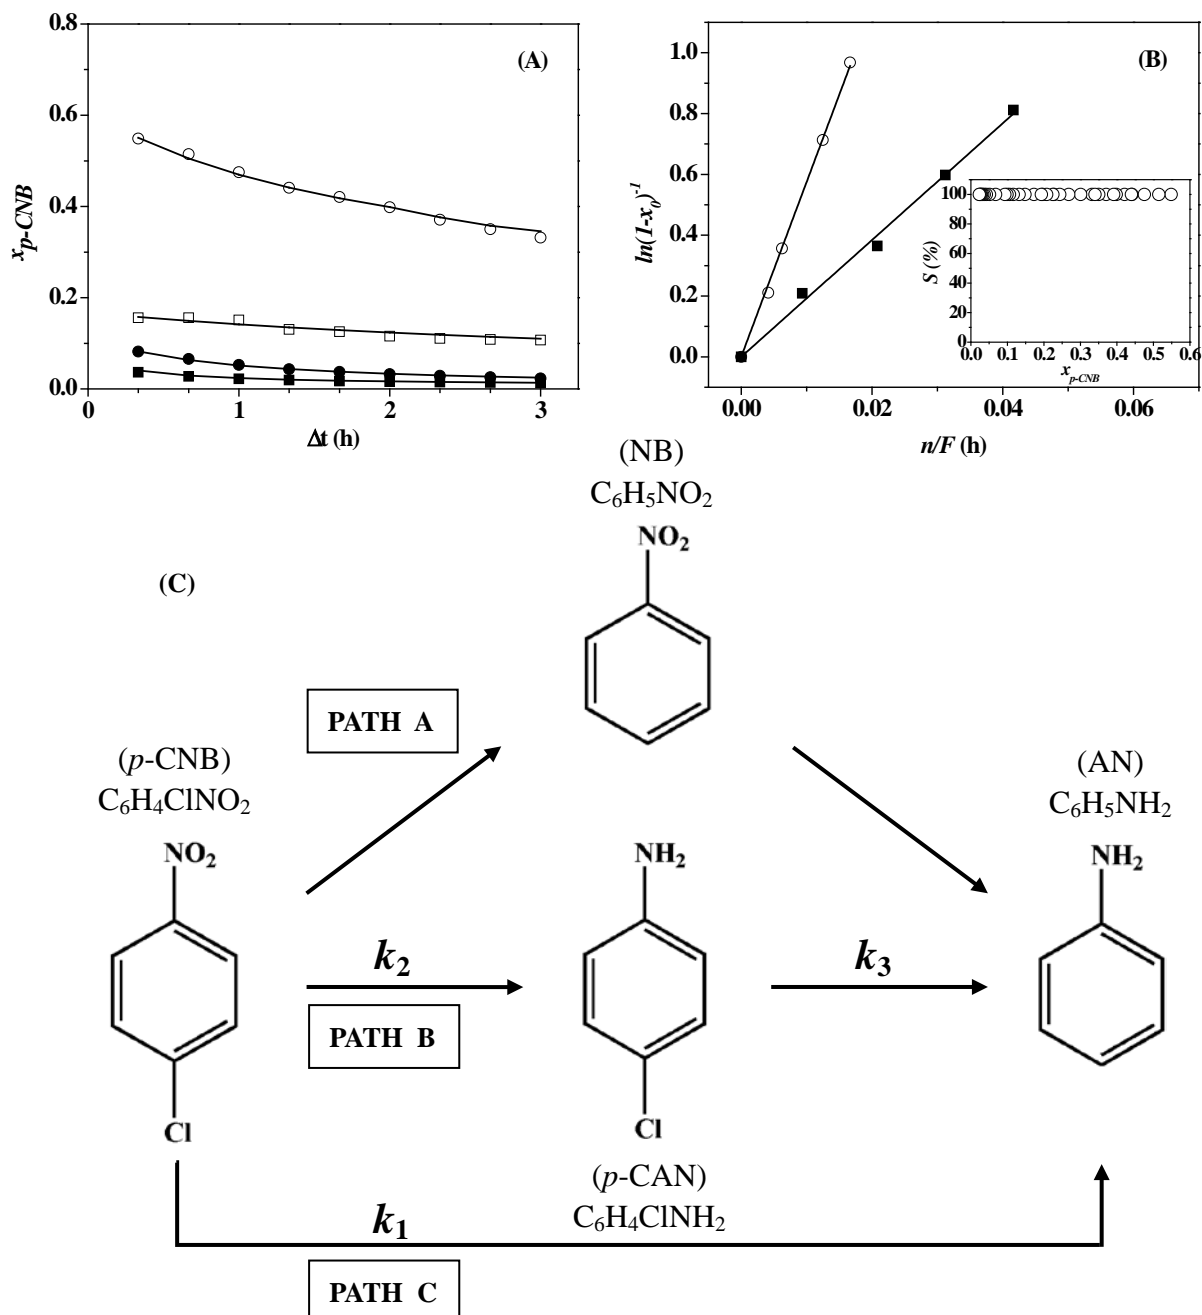 (A)
0.8
0.6
0.4
0.2
0.0
0
1
2
3
x_{p-CNB}
Δt (h)
(B)
1.0
0.8
0.6
0.4
0.2
0.0
0.00
0.02
0.04
0.06
ln(1-x_0)^{-1}
n/F (h)
100
80
60
40
20
0
0.0
0.1
0.2
0.3
0.4
0.5
0.6
S (%)
x_{p-CNB}
(NB)
C₆H₅NO₂
NO₂
(C)
PATH A
(p-CNB)
C₆H₄ClNO₂
(AN)
C₆H₅NH₂
NO₂
NH₂
NH₂
k₂
k₃
PATH B
Cl
Cl
(p-CAN)
C₆H₄ClNH₂
k₁
PATH C